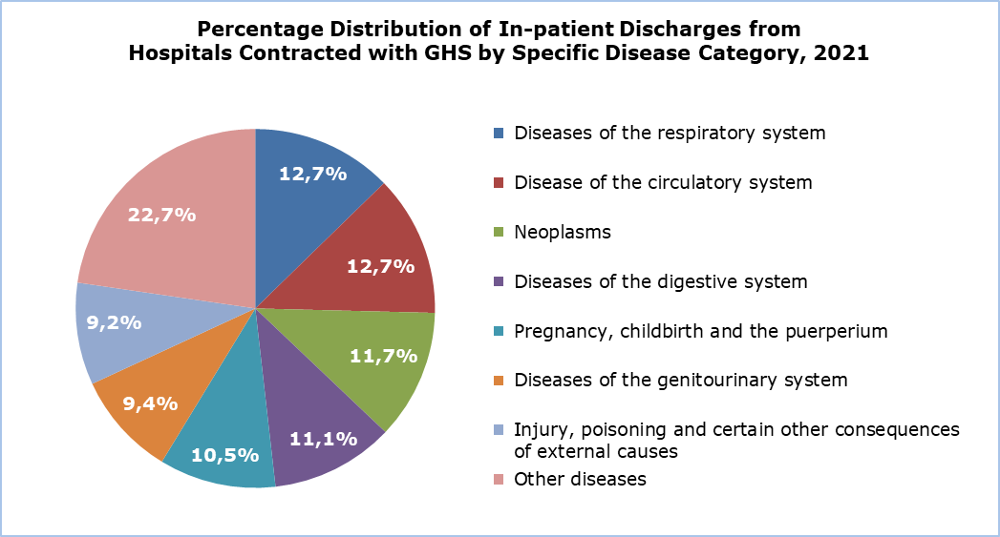 Percentage Distribution of In-patient Discharges from
Hospitals Contracted with GHS by Specific Disease Category, 2021
12,7%
12,7%
11,7%
11,1%
10,5%
9,4%
9,2%
22,7%
Diseases of the respiratory system
Disease of the circulatory system
Neoplasms
Diseases of the digestive system
Pregnancy, childbirth and the puerperium
Diseases of the genitourinary system
Injury, poisoning and certain other consequences
of external causes
Other diseases